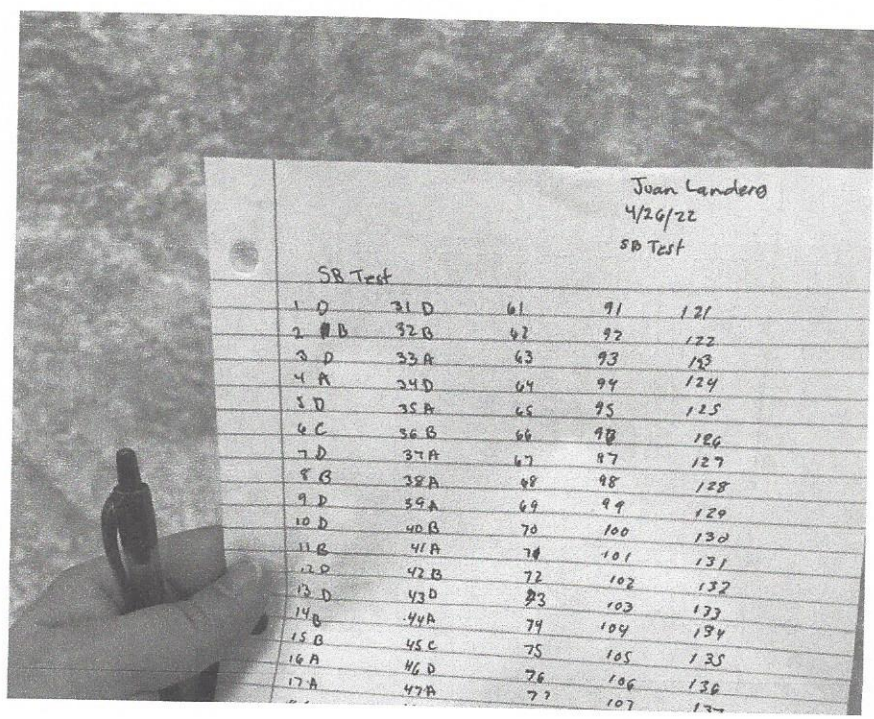 Juan Landero
4/26/22
SB Test
SB Test
1 D 31 D 61 91 121
2 B 32 B 62 92 122
3 D 33 A 63 93 123
4 A 34 D 64 94 124
5 D 35 A 65 95 125
6 C 36 B 66 96 126
7 D 37 A 67 97 127
8 B 38 A 68 98 128
9 D 39 A 69 99 129
10 D 40 B 70 100 130
11 B 41 A 71 101 131
12 D 42 B 72 102 132
13 D 43 D 73 103 133
14 B 44 A 74 104 134
15 B 45 C 75 105 135
16 A 46 D 76 106 136
17 A 47 A 77 107 137